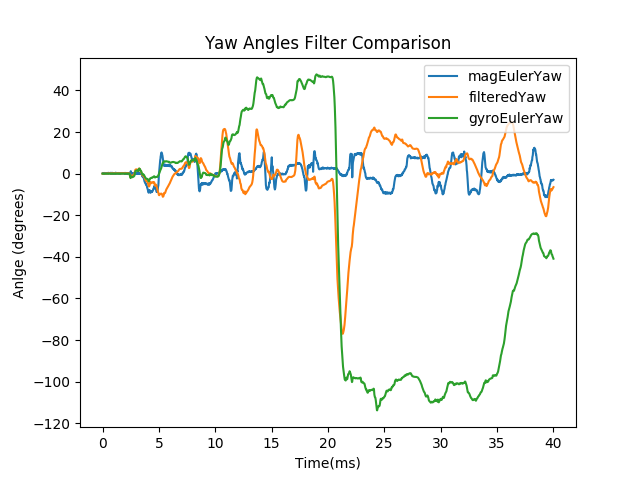 Yaw Angles Filter Comparison
magEulerYaw
filteredYaw
gyroEulerYaw
40
20
0
−20
−40
−60
−80
−100
−120
Anlge (degrees)
0 5 10 15 20 25 30 35 40
Time(ms)